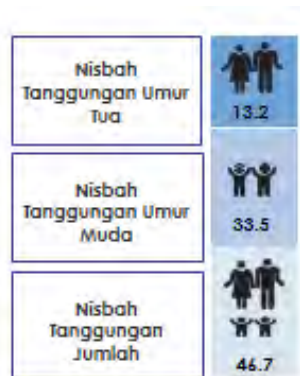 Nisbah
Tanggungan Umur
Tua
13.2
Nisbah
Tanggungan Umur
Muda
33.5
Nisbah
Tanggungan
Jumlah
46.7